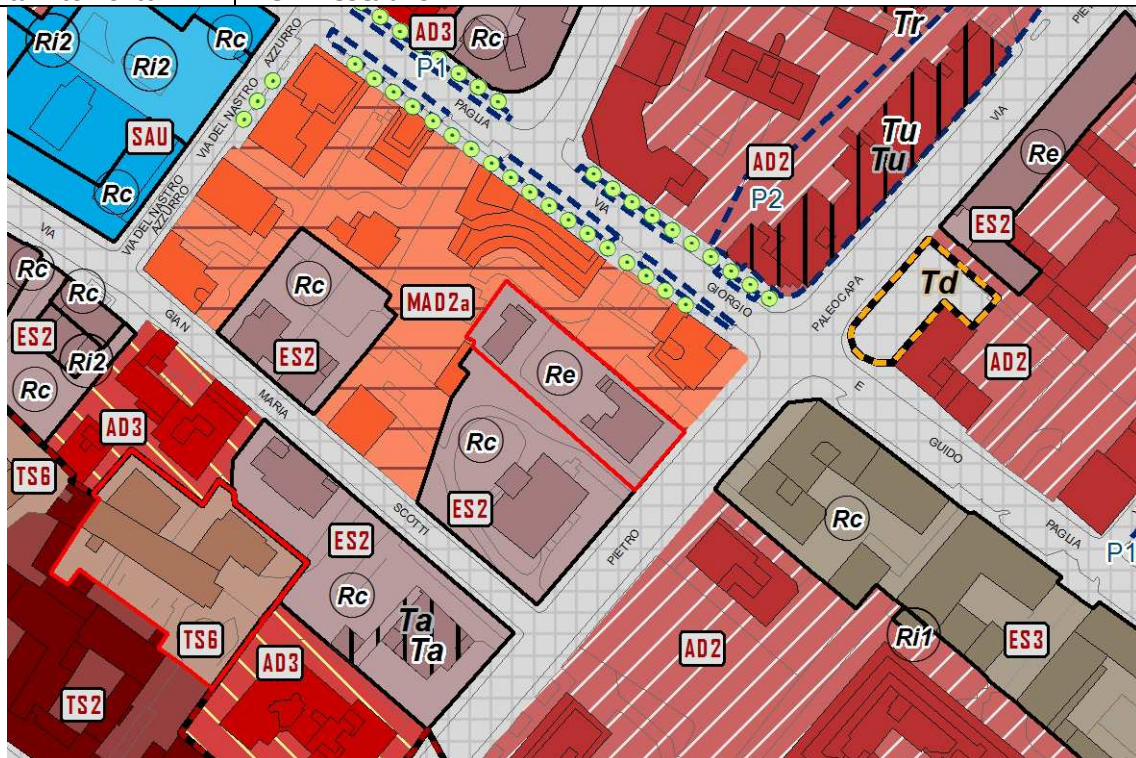 Ri2
Rc
Ri2
SAU
Rc
VIA DEL NASTRO
AZZURRO
VIA DEL NASTRO
AZZURRO
AD3
Rc
P1
PAGLIA
VIA
GIORGIO
Tr
Tu
Tu
AD2
P2
PIETRO
VIA
PALEOCAPA
Re
ES2
Td
AD2
E
GUIDO
PAGLIA
P1
VIA
GIAN
MARIA
SCOTTI
Rc
Rc
ES2
Ri2
Rc
AD3
TS6
Rc
ES2
MAD2a
Re
Rc
ES2
PIETRO
ES2
Rc
Ta
Ta
TS6
AD3
TS2
AD2
Rc
Ri1
ES3